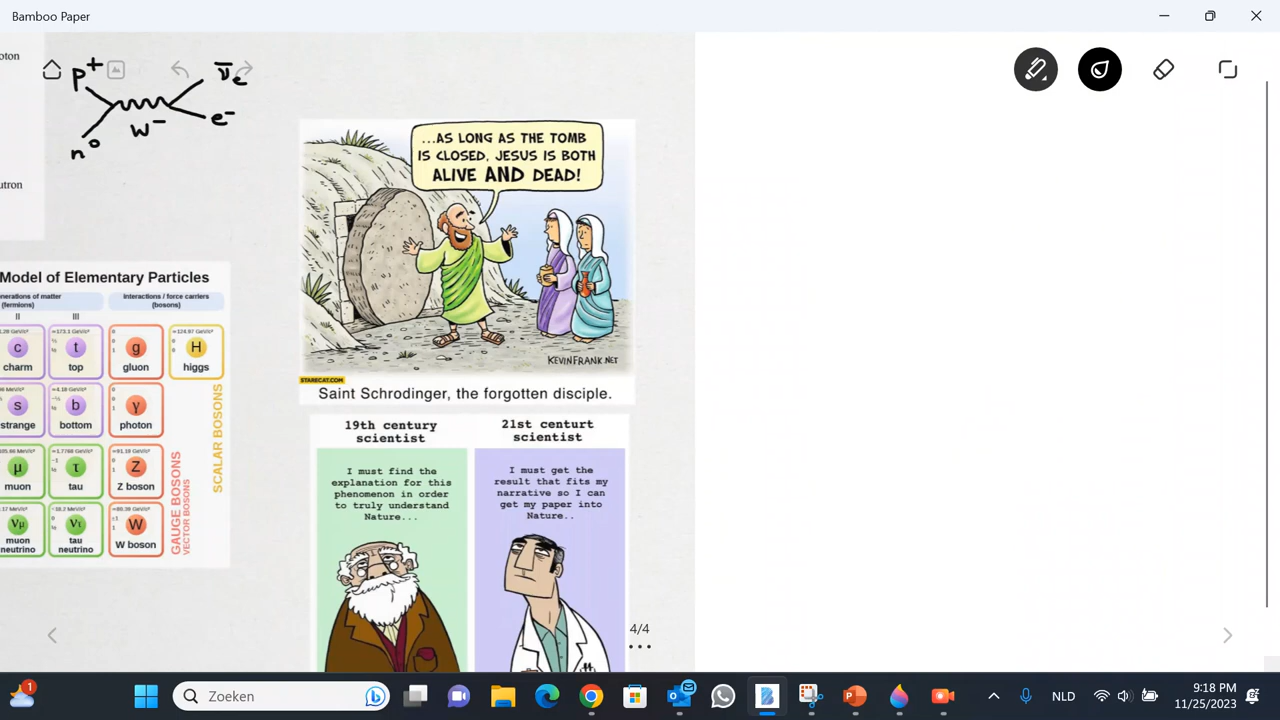 Bamboo Paper
oton
p+
ν̄e
e-
W-
n0
utron
...AS LONG AS THE TOMB
IS CLOSED, JESUS IS BOTH
ALIVE AND DEAD!
KEVINFRANK.NET
STARECAT.COM
Saint Schrodinger, the forgotten disciple.
Model of Elementary Particles
enerations of matter
(fermions)
interactions / force carriers
(bosons)
II
III
c
charm
t
top
g
gluon
H
higgs
s
strange
b
bottom
γ
photon
μ
muon
τ
tau
Z
Z boson
νμ
muon
neutrino
ντ
tau
neutrino
W
W boson
GAUGE BOSONS
VECTOR BOSONS
SCALAR BOSONS
19th century
scientist
I must find the
explanation for this
phenomenon in order
to truly understand
Nature...
21st centurt
scientist
I must get the
result that fits my
narrative so I can
get my paper into
Nature..
4/4
1
Zoeken
NLD
9:18 PM
11/25/2023